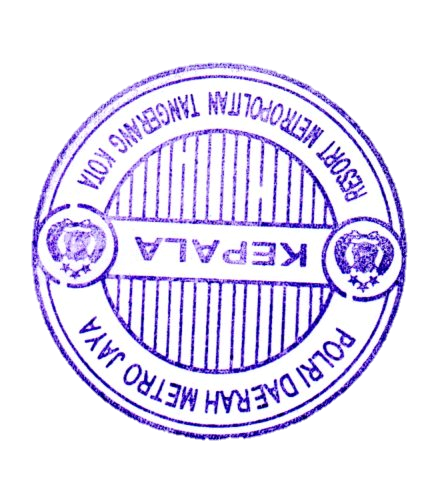 POLRI DAERAH METRO JAYA
KEPALA
RESORT METROPOLITAN TANGERANG KOTA